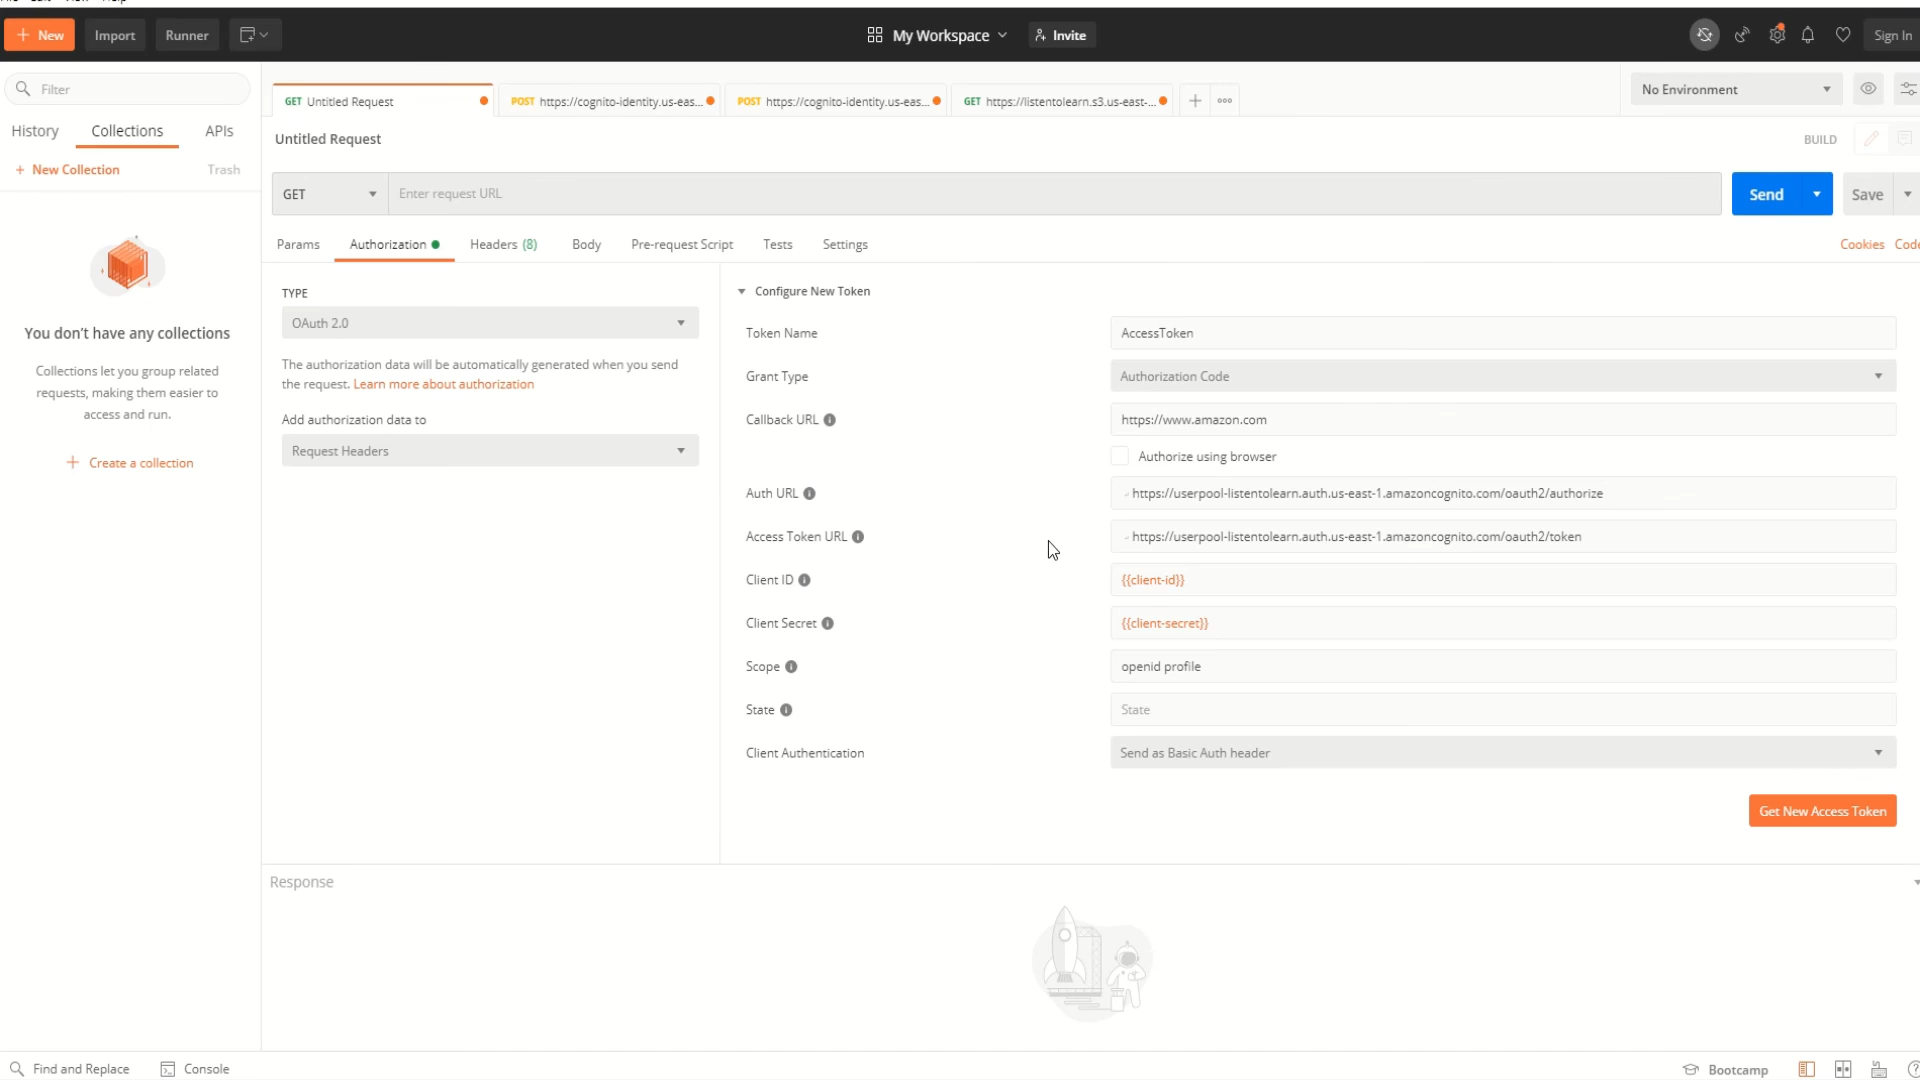 New
Import
Runner
My Workspace
Invite
Sign In
Filter
GET Untitled Request
POST https://cognito-identity.us-eas...
POST https://cognito-identity.us-eas...
GET https://listentolearn.s3.us-east-...
No Environment
History
Collections
APIs
Untitled Request
BUILD
+ New Collection
Trash
GET
Enter request URL
Send
Save
Params
Authorization
Headers (8)
Body
Pre-request Script
Tests
Settings
Cookies
Code
You don't have any collections
Collections let you group related
requests, making them easier to
access and run.
+ Create a collection
TYPE
OAuth 2.0
The authorization data will be automatically generated when you send
the request. Learn more about authorization
Add authorization data to
Request Headers
Configure New Token
Token Name
AccessToken
Grant Type
Authorization Code
Callback URL
https://www.amazon.com
Authorize using browser
Auth URL
https://userpool-listentolearn.auth.us-east-1.amazoncognito.com/oauth2/authorize
Access Token URL
https://userpool-listentolearn.auth.us-east-1.amazoncognito.com/oauth2/token
Client ID
{{client-id}}
Client Secret
{{client-secret}}
Scope
openid profile
State
State
Client Authentication
Send as Basic Auth header
Get New Access Token
Response
Find and Replace
Console
Bootcamp